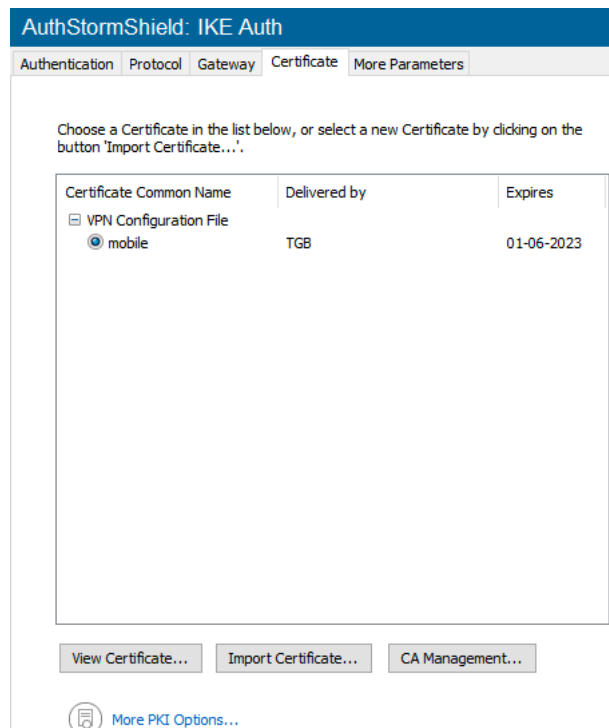 AuthStormShield: IKE Auth
Authentication Protocol Gateway Certificate More Parameters
Choose a Certificate in the list below, or select a new Certificate by clicking on the
button 'Import Certificate...'.
Certificate Common Name Delivered by Expires
VPN Configuration File
mobile TGB 01-06-2023
View Certificate... Import Certificate... CA Management...
More PKI Options...